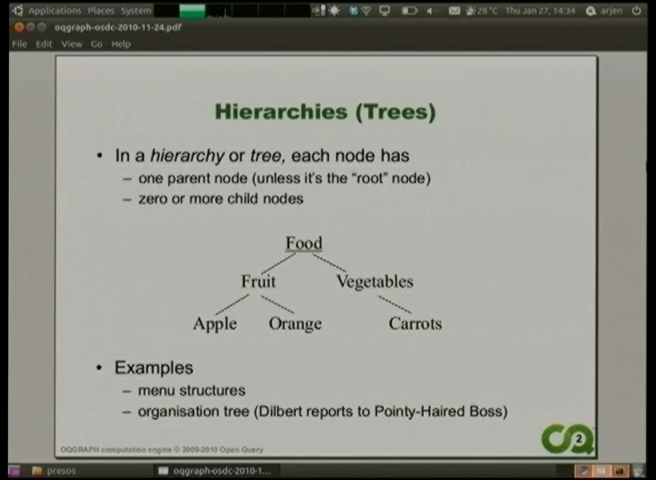 Applications Places System
28°C Thu Jan 27, 14:34 arjen
oqgraph-osdc-2010-11-24.pdf
File Edit View Go Help
Hierarchies (Trees)
• In a hierarchy or tree, each node has
– one parent node (unless it's the "root" node)
– zero or more child nodes
Food
Fruit Vegetables
Apple Orange Carrots
• Examples
– menu structures
– organisation tree (Dilbert reports to Pointy-Haired Boss)
OQGRAPH computation engine © 2009-2010 Open Query
2
presos
oqgraph-osdc-2010-1...